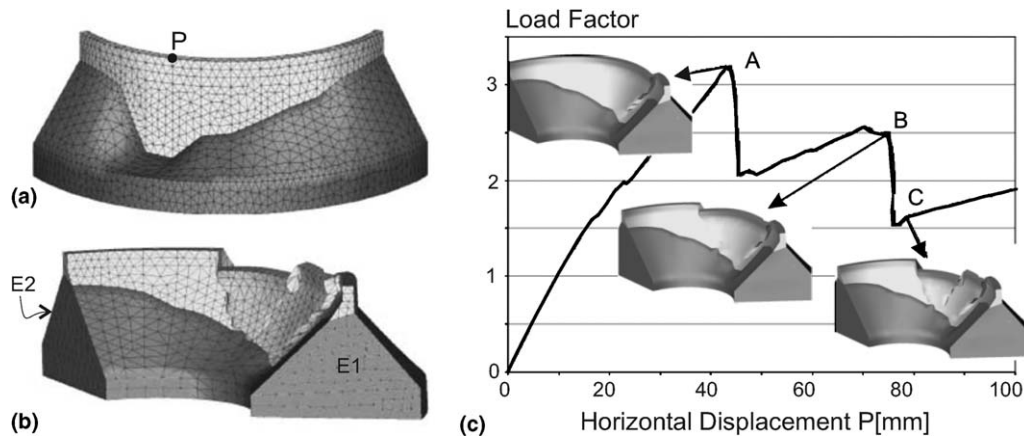 P
(a)
E2
E1
(b)
Load Factor
3
2
1
0
A
B
C
0 20 40 60 80 100
(c) Horizontal Displacement P[mm]